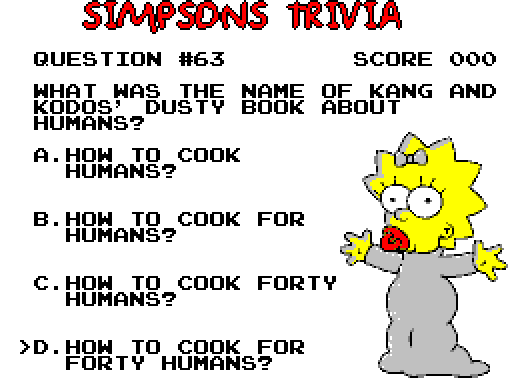 SIMPSONS TRIVIA
QUESTION #63 SCORE 000
WHAT WAS THE NAME OF KANG AND
KODOS' DUSTY BOOK ABOUT
HUMANS?
A.HOW TO COOK
HUMANS?
B.HOW TO COOK FOR
HUMANS?
C.HOW TO COOK FORTY
HUMANS?
>D.HOW TO COOK FOR
FORTY HUMANS?